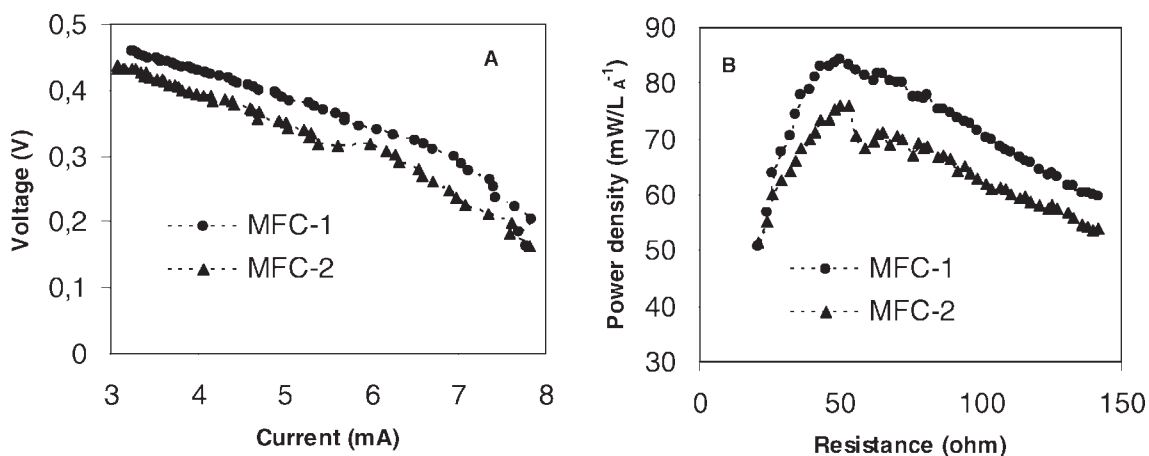 A
Voltage (V)
0,5
0,4
0,3
0,2
0,1
0
MFC-1
MFC-2
3 4 5 6 7 8
Current (mA)
B
Power density (mW/L A-1)
90
80
70
60
50
40
30
MFC-1
MFC-2
0 50 100 150
Resistance (ohm)